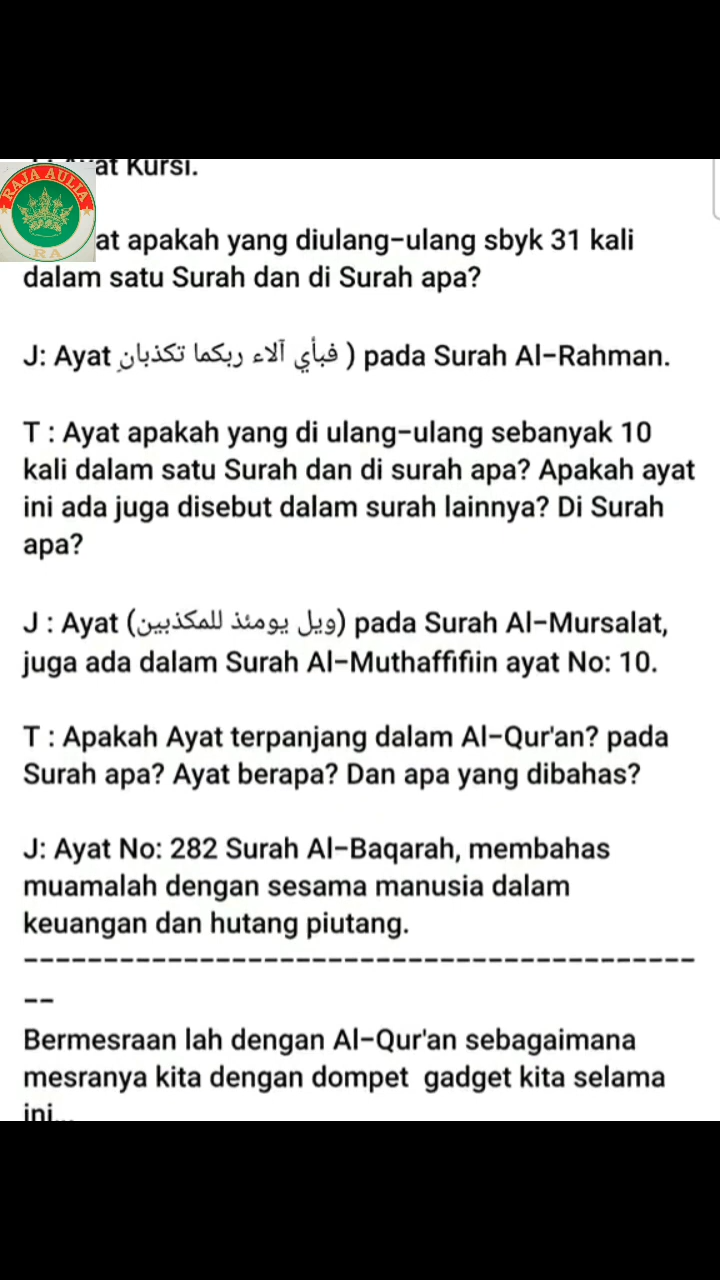 at Kursi.
RAJA AULIA
RA
at apakah yang diulang-ulang sbyk 31 kali
dalam satu Surah dan di Surah apa?
J: Ayat فبأي آلاء ربكما تكذبانِ ) pada Surah Al-Rahman.
T : Ayat apakah yang di ulang-ulang sebanyak 10
kali dalam satu Surah dan di surah apa? Apakah ayat
ini ada juga disebut dalam surah lainnya? Di Surah
apa?
J : Ayat (ويل يومئذ للمكذبين) pada Surah Al-Mursalat,
juga ada dalam Surah Al-Muthaffifiin ayat No: 10.
T : Apakah Ayat terpanjang dalam Al-Qur'an? pada
Surah apa? Ayat berapa? Dan apa yang dibahas?
J: Ayat No: 282 Surah Al-Baqarah, membahas
muamalah dengan sesama manusia dalam
keuangan dan hutang piutang.
------------------------------------------
--
Bermesraan lah dengan Al-Qur'an sebagaimana
mesranya kita dengan dompet gadget kita selama
ini...